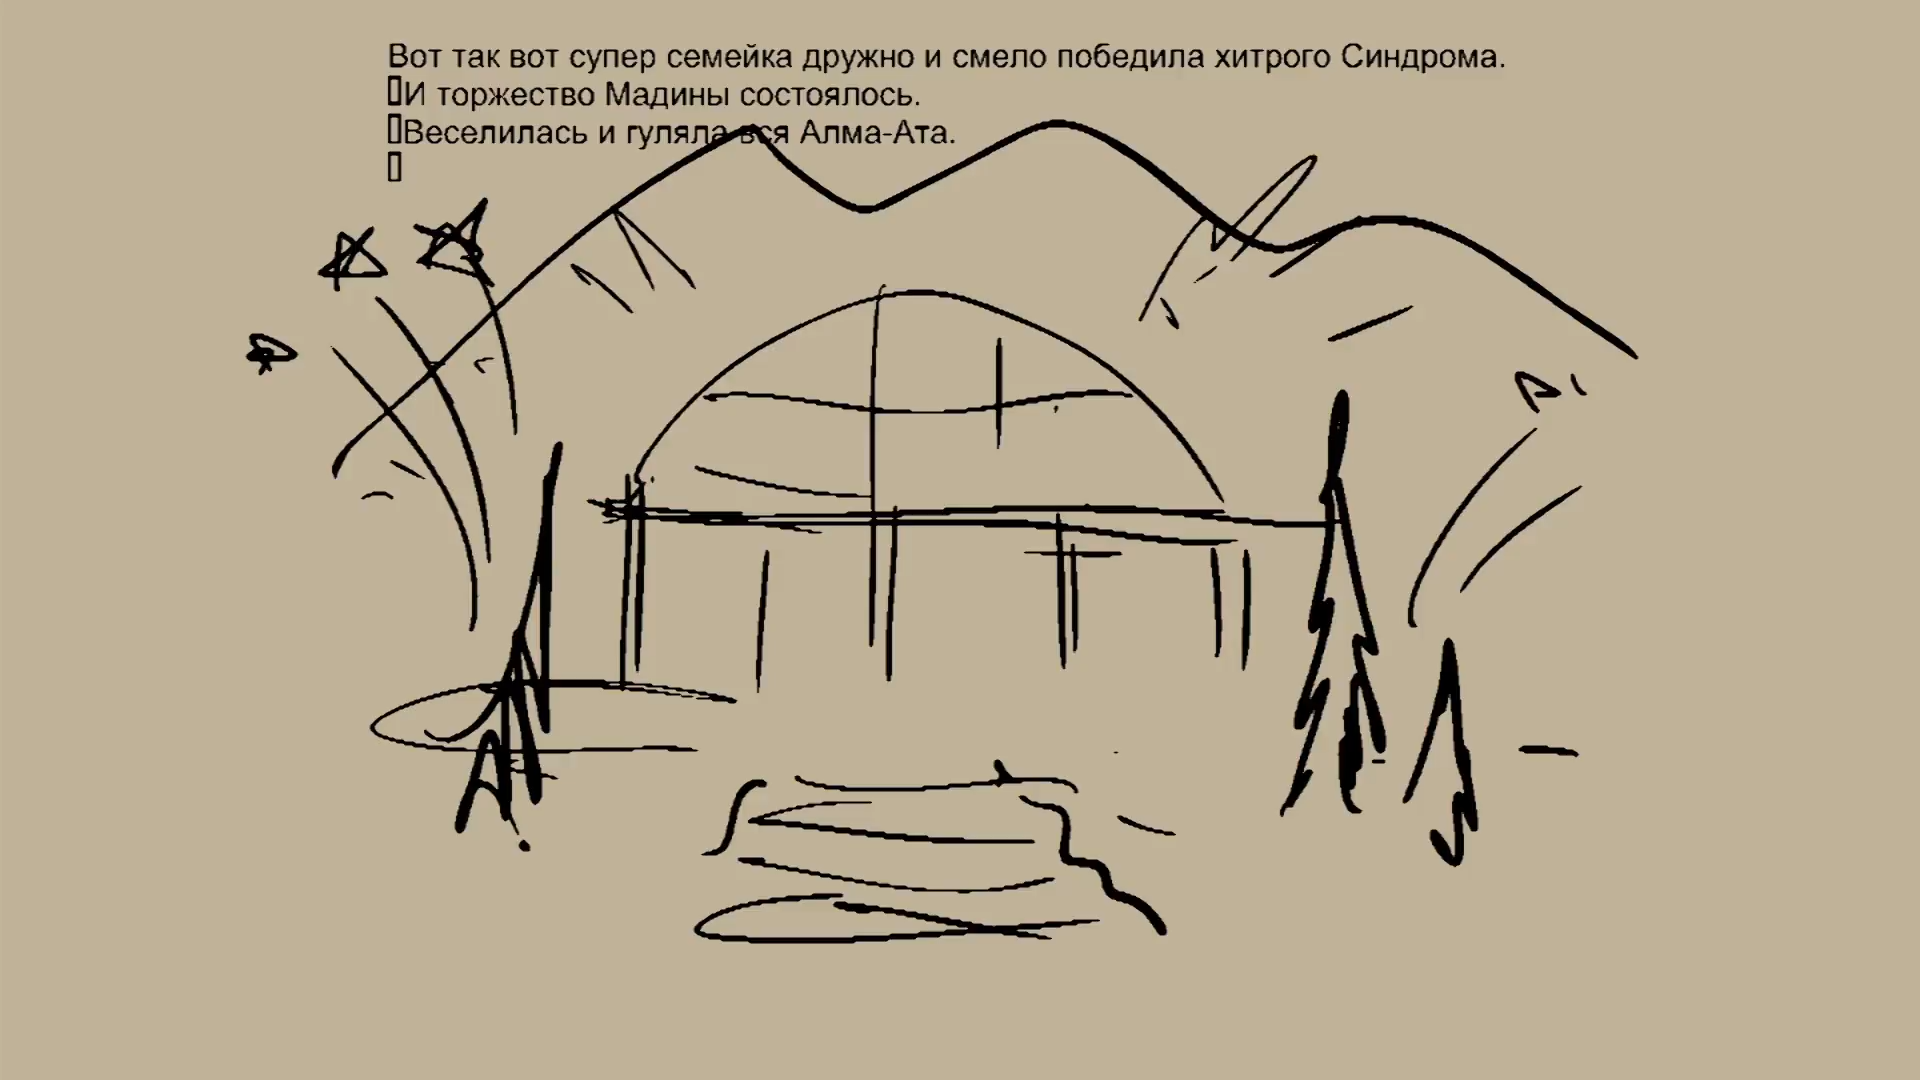 Вот так вот супер семейка дружно и смело победила хитрого Синдрома.
И торжество Мадины состоялось.
Веселилась и гуляла вся Алма-Ата.